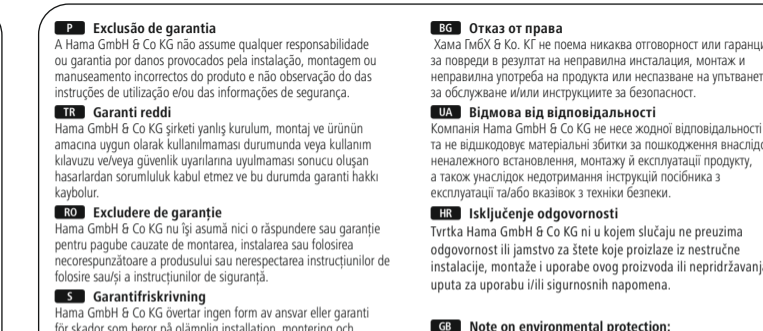 P Exclusão de garantia
A Hama GmbH & Co KG não assume qualquer responsabilidade
ou garantia por danos provocados pela instalação, montagem ou
manuseamento incorrectos do produto e não observação do das
instruções de utilização e/ou das informações de segurança.
TR Garanti reddi
Hama GmbH & Co KG şirketi yanlış kurulum, montaj ve ürünün
amacına uygun olarak kullanılmaması durumunda veya kullanım
kılavuzu ve/veya güvenlik uyarılarına uyulmaması sonucu oluşan
hasarlardan sorumluluk kabul etmez ve bu durumda garanti hakkı
kaybolur.
RO Excludere de garanție
Hama GmbH & Co KG nu își asumă nici o răspundere sau garanție
pentru pagube cauzate de montarea, instalarea sau folosirea
necorespunzătoare a produsului sau nerespectarea instrucțiunilor de
folosire sau/și a instrucțiunilor de siguranță.
S Garantifriskrivning
Hama GmbH & Co KG övertar ingen form av ansvar eller garanti
för skador som beror på olämplig installation, montering och
BG Отказ от права
Хама ГмбХ & Ко. КГ не поема никаква отговорност или
за повреди в резултат на неправилна инсталация, монтаж и
неправилна употреба на продукта или неспазване на
за обслужване и/или инструкциите за безопасност.
UA Відмова від відповідальності
Компанія Hama GmbH & Co KG не несе жодної відповідальності
та не відшкодовує матеріальні збитки за пошкодження
неналежного встановлення, монтажу й експлуатації продукту,
а також унаслідок недотримання інструкцій посібника з
експлуатації та/або вказівок з техніки безпеки.
HR Isključenje odgovornosti
Tvrtka Hama GmbH & Co KG ni u kojem slučaju ne preuzima
odgovornost ili jamstvo za štete koje proizlaze iz nestručne
instalacije, montaže i uporabe ovog proizvoda ili
uputa za uporabu i/ili sigurnosnih napomena.
GB Note on environmental protection: